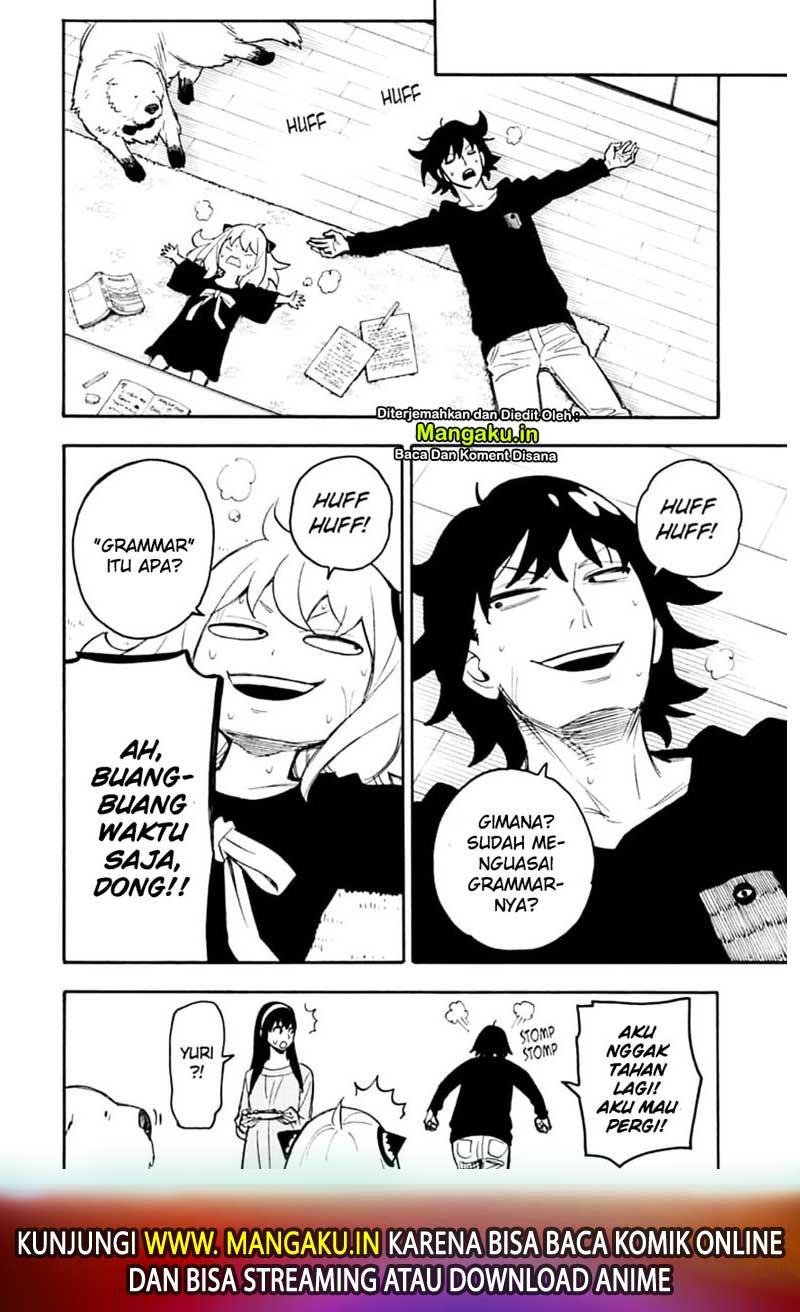 HUFF
HUFF
Diterjemahkan dan Diedit Oleh :
Mangaku.in
Baca Dan Koment Disana
HUFF
HUFF!
"GRAMMAR"
ITU APA?
AH,
BUANG-
BUANG
WAKTU
SAJA,
DONG!!
HUFF
HUFF!
GIMANA?
SUDAH ME-
NGUASAI
GRAMMAR-
NYA?
YURI
?!
STOMP
STOMP
AKU
NGGAK
TAHAN
LAGI!
AKU MAU
PERGI!
KUNJUNGI WWW. MANGAKU.IN KARENA BISA BACA KOMIK ONLINE
DAN BISA STREAMING ATAU DOWNLOAD ANIME